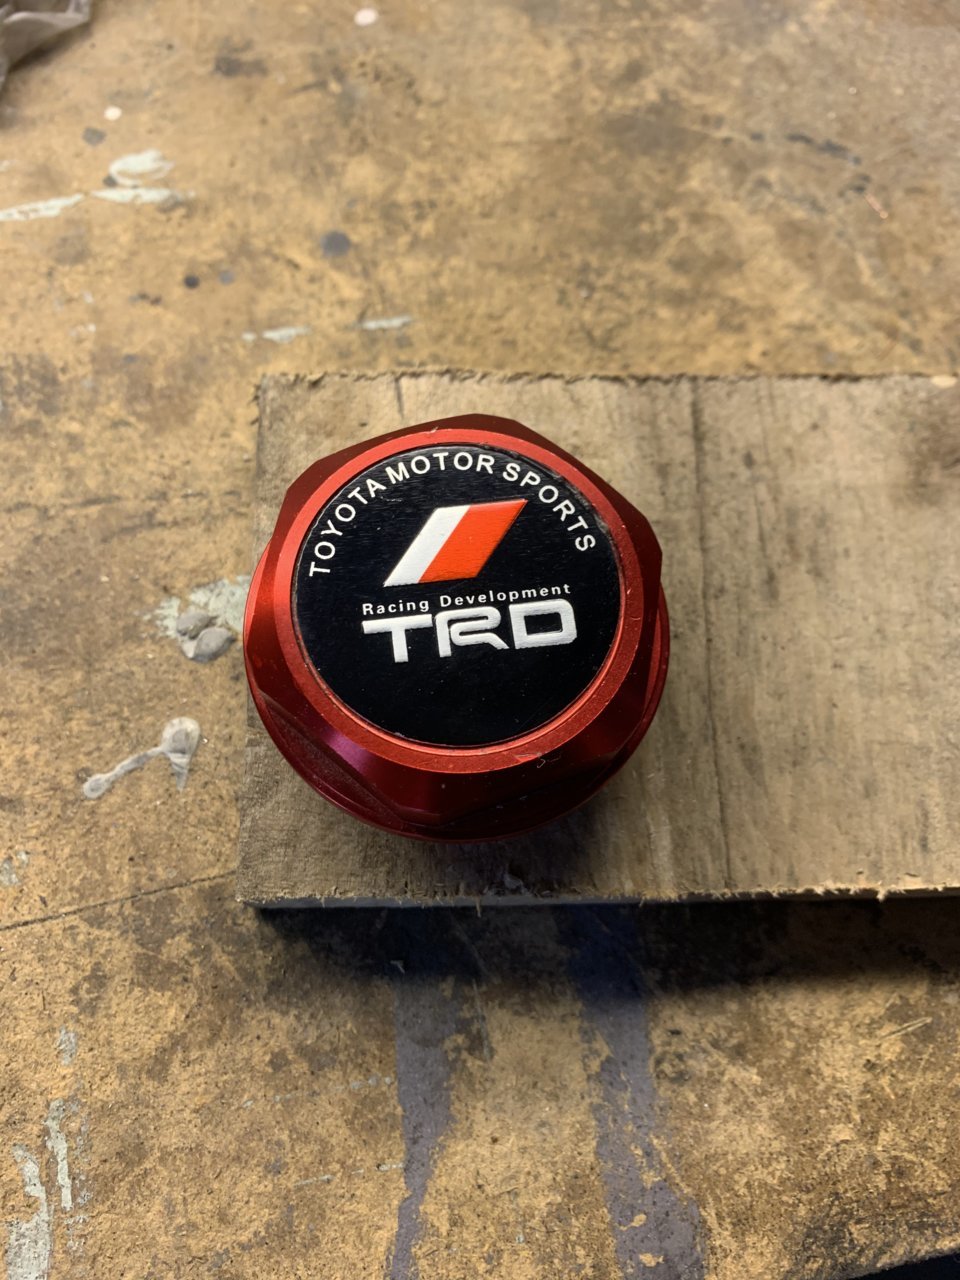 TOYOTA MOTOR SPORTS
Racing Development
TRD